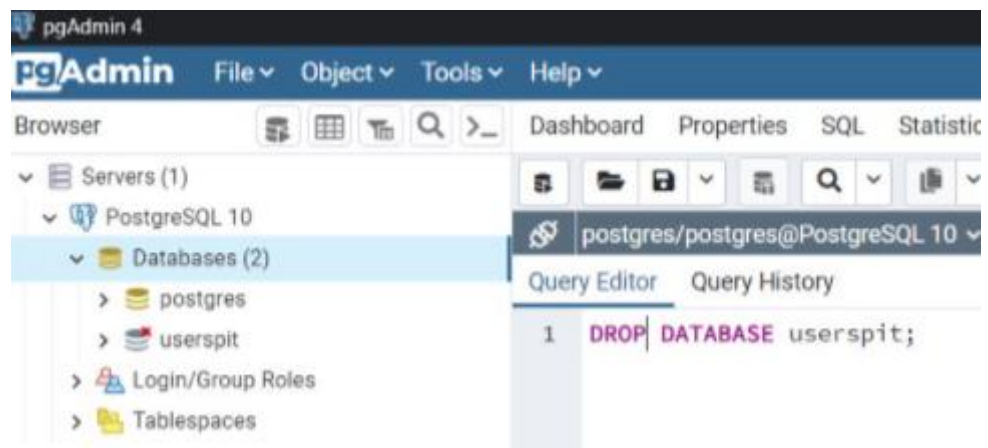 pgAdmin 4
pgAdmin File Object Tools Help
Browser
Dashboard Properties SQL Statistic
Servers (1)
PostgreSQL 10
postgres/postgres@PostgreSQL 10
Databases (2)
Query Editor Query History
postgres
1 DROP DATABASE userspit;
userspit
Login/Group Roles
Tablespaces